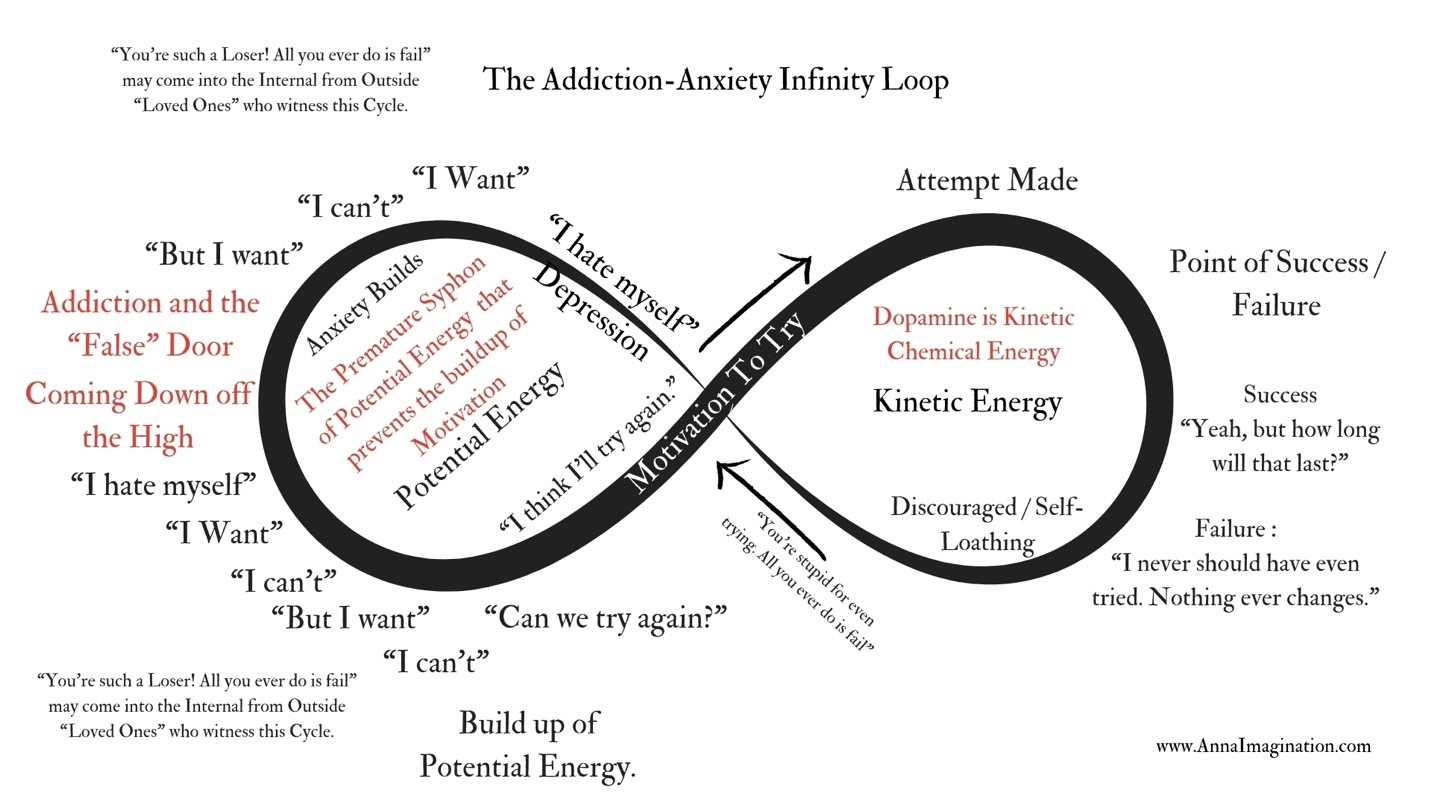 “You’re such a Loser! All you ever do is fail”
may come into the Internal from Outside
“Loved Ones” who witness this Cycle.
The Addiction-Anxiety Infinity Loop
“I Want”
“I can’t”
“But I want”
Addiction and the
“False” Door
Coming Down off
the High
“I hate myself”
“I Want”
“I can’t”
“But I want”
“I can’t”
“Can we try again?”
Build up of
Potential Energy.
“You’re such a Loser! All you ever do is fail”
may come into the Internal from Outside
“Loved Ones” who witness this Cycle.
Anxiety Builds
The Premature Syphon
of Potential Energy that
prevents the buildup of
Motivation
Potential Energy
“I think I’ll try again.”
“I hate myself”
Depression
Motivation To Try
Attempt Made
Point of Success /
Failure
Dopamine is Kinetic
Chemical Energy
Kinetic Energy
Success
“Yeah, but how long
will that last?”
Failure :
“I never should have even
tried. Nothing ever changes.”
Discouraged / Self-
Loathing
“You’re stupid for even
trying. All you ever do is fail”
www.AnnaImagination.com